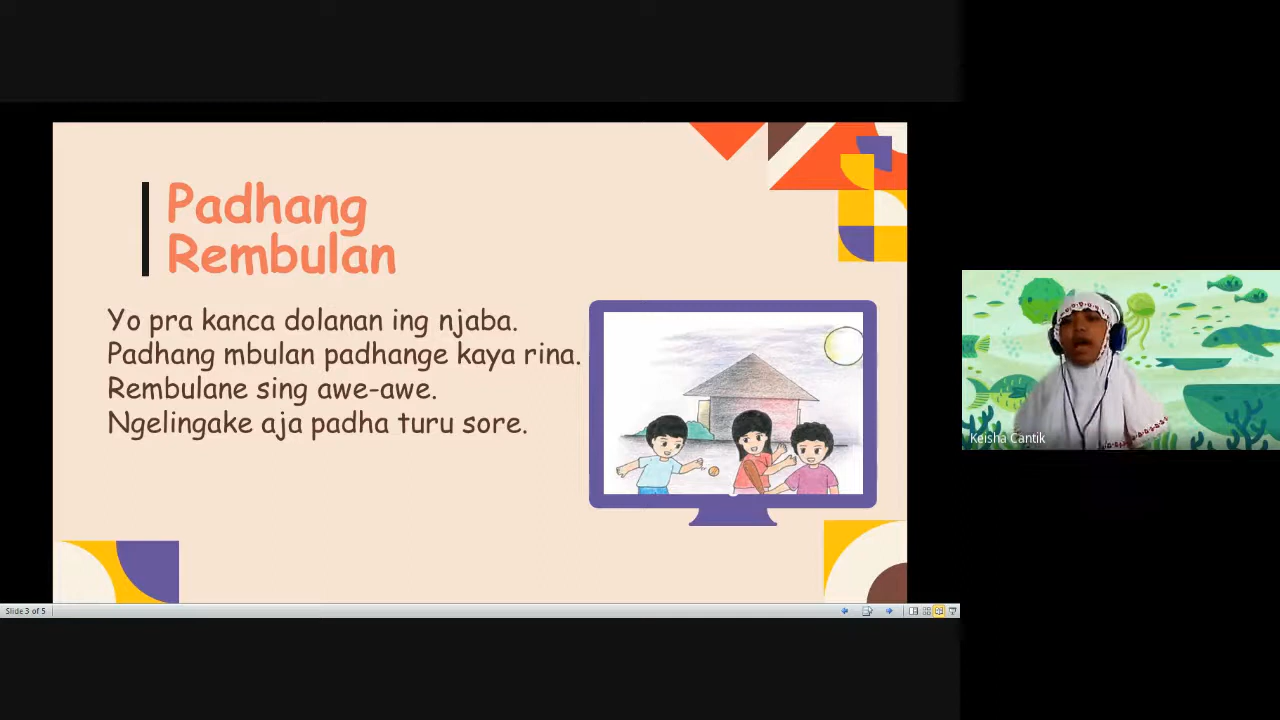 Padhang
Rembulan
Yo pra kanca dolanan ing njaba.
Padhang mbulan padhange kaya rina.
Rembulane sing awe-awe.
Ngelingake aja padha turu sore.
Keisha Cantik
Slide 3 of 5